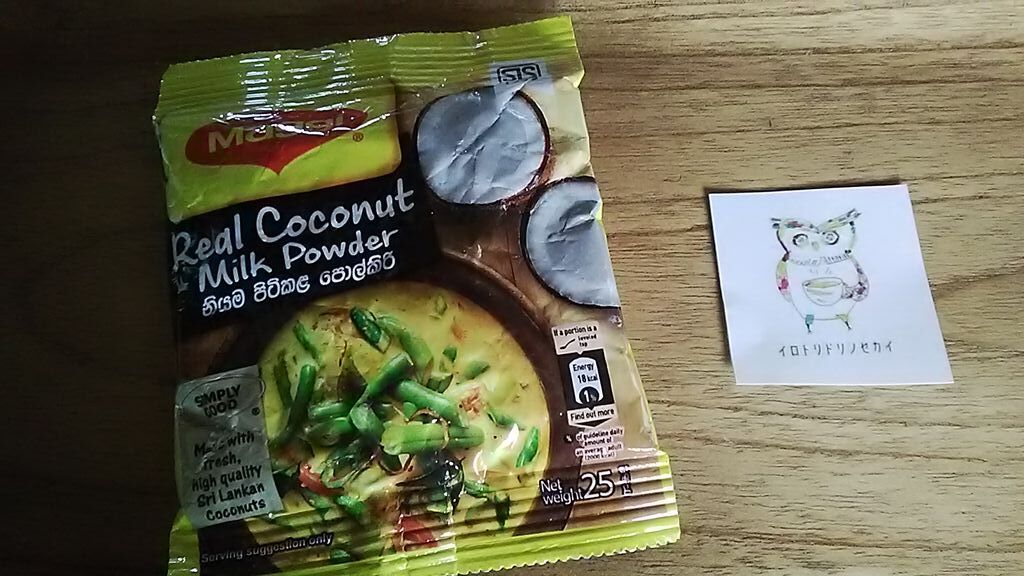 SLS
MAGGI
Real Coconut
Milk Powder
නියම පිටිකළ පොල්කිරි
SIMPLY
GOOD
Made with
fresh,
high quality
Sri Lankan
Coconuts
Serving suggestion only
If a portion is a
leveled
tsp
Energy
18 kcal
1%
Find out more
% of guideline daily
amount of
an average adult
(2000 kcal)
Net
weight 25
イロトリドリノセカイ